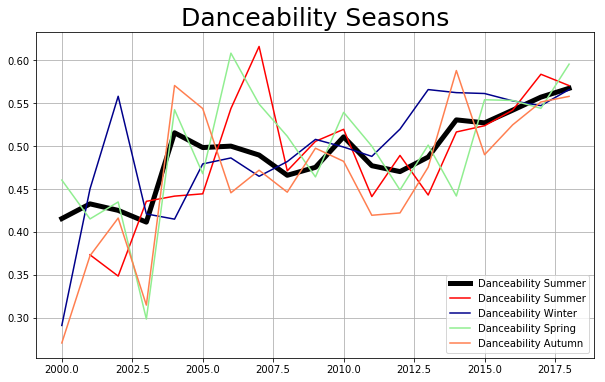 Danceability Seasons
0.60
0.55
0.50
0.45
0.40
0.35
0.30
2000.0 2002.5 2005.0 2007.5 2010.0 2012.5 2015.0 2017.5
Danceability Summer
Danceability Summer
Danceability Winter
Danceability Spring
Danceability Autumn